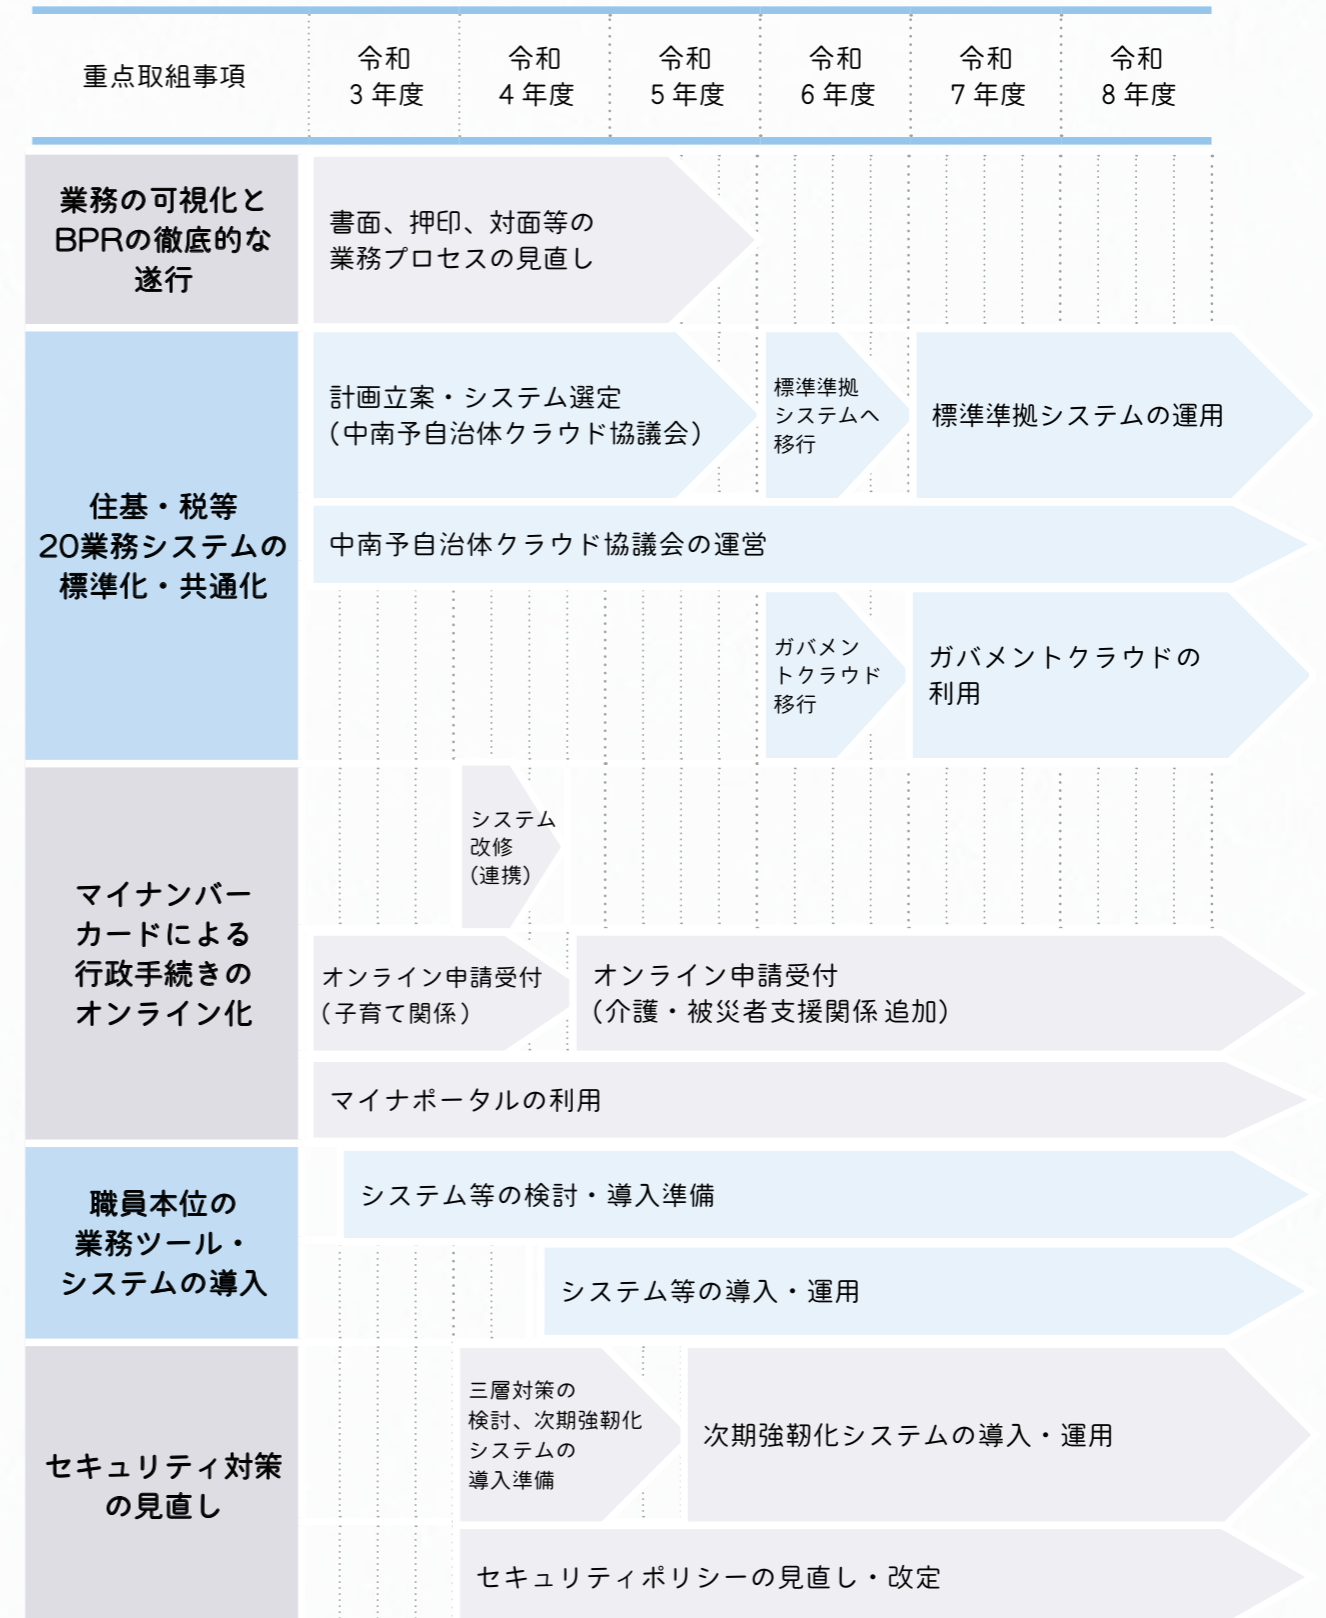 重点取組事項
令和
3 年度
令和
4 年度
令和
5 年度
令和
6 年度
令和
7 年度
令和
8 年度
業務の可視化と
BPRの徹底的な
遂行
書面、押印、対面等の
業務プロセスの見直し
住基・税等
20業務システムの
標準化・共通化
計画立案・システム選定
（中南予自治体クラウド協議会）
標準準拠
システムへ
移行
標準準拠システムの運用
中南予自治体クラウド協議会の運営
ガバメン
トクラウド
移行
ガバメントクラウドの
利用
マイナンバー
カードによる
行政手続きの
オンライン化
システム
改修
(連携)
オンライン申請受付
（子育て関係）
オンライン申請受付
（介護・被災者支援関係 追加）
マイナポータルの利用
職員本位の
業務ツール・
システムの導入
システム等の検討・導入準備
システム等の導入・運用
セキュリティ対策
の見直し
三層対策の
検討、次期強靭化
システムの
導入準備
次期強靭化システムの導入・運用
セキュリティポリシーの見直し・改定